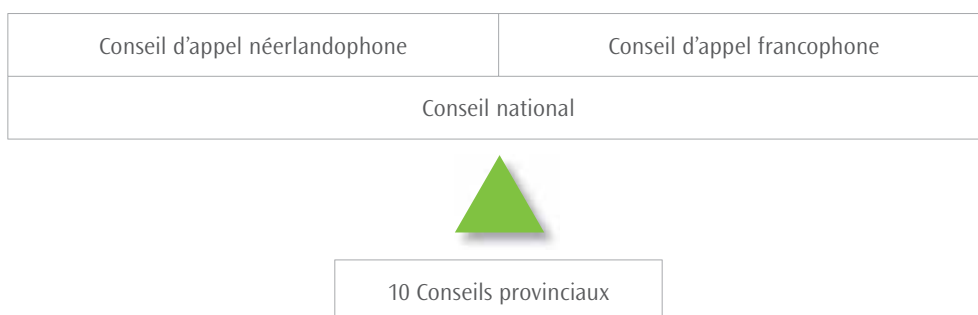 Conseil d’appel néerlandophone
Conseil d’appel francophone
Conseil national
10 Conseils provinciaux